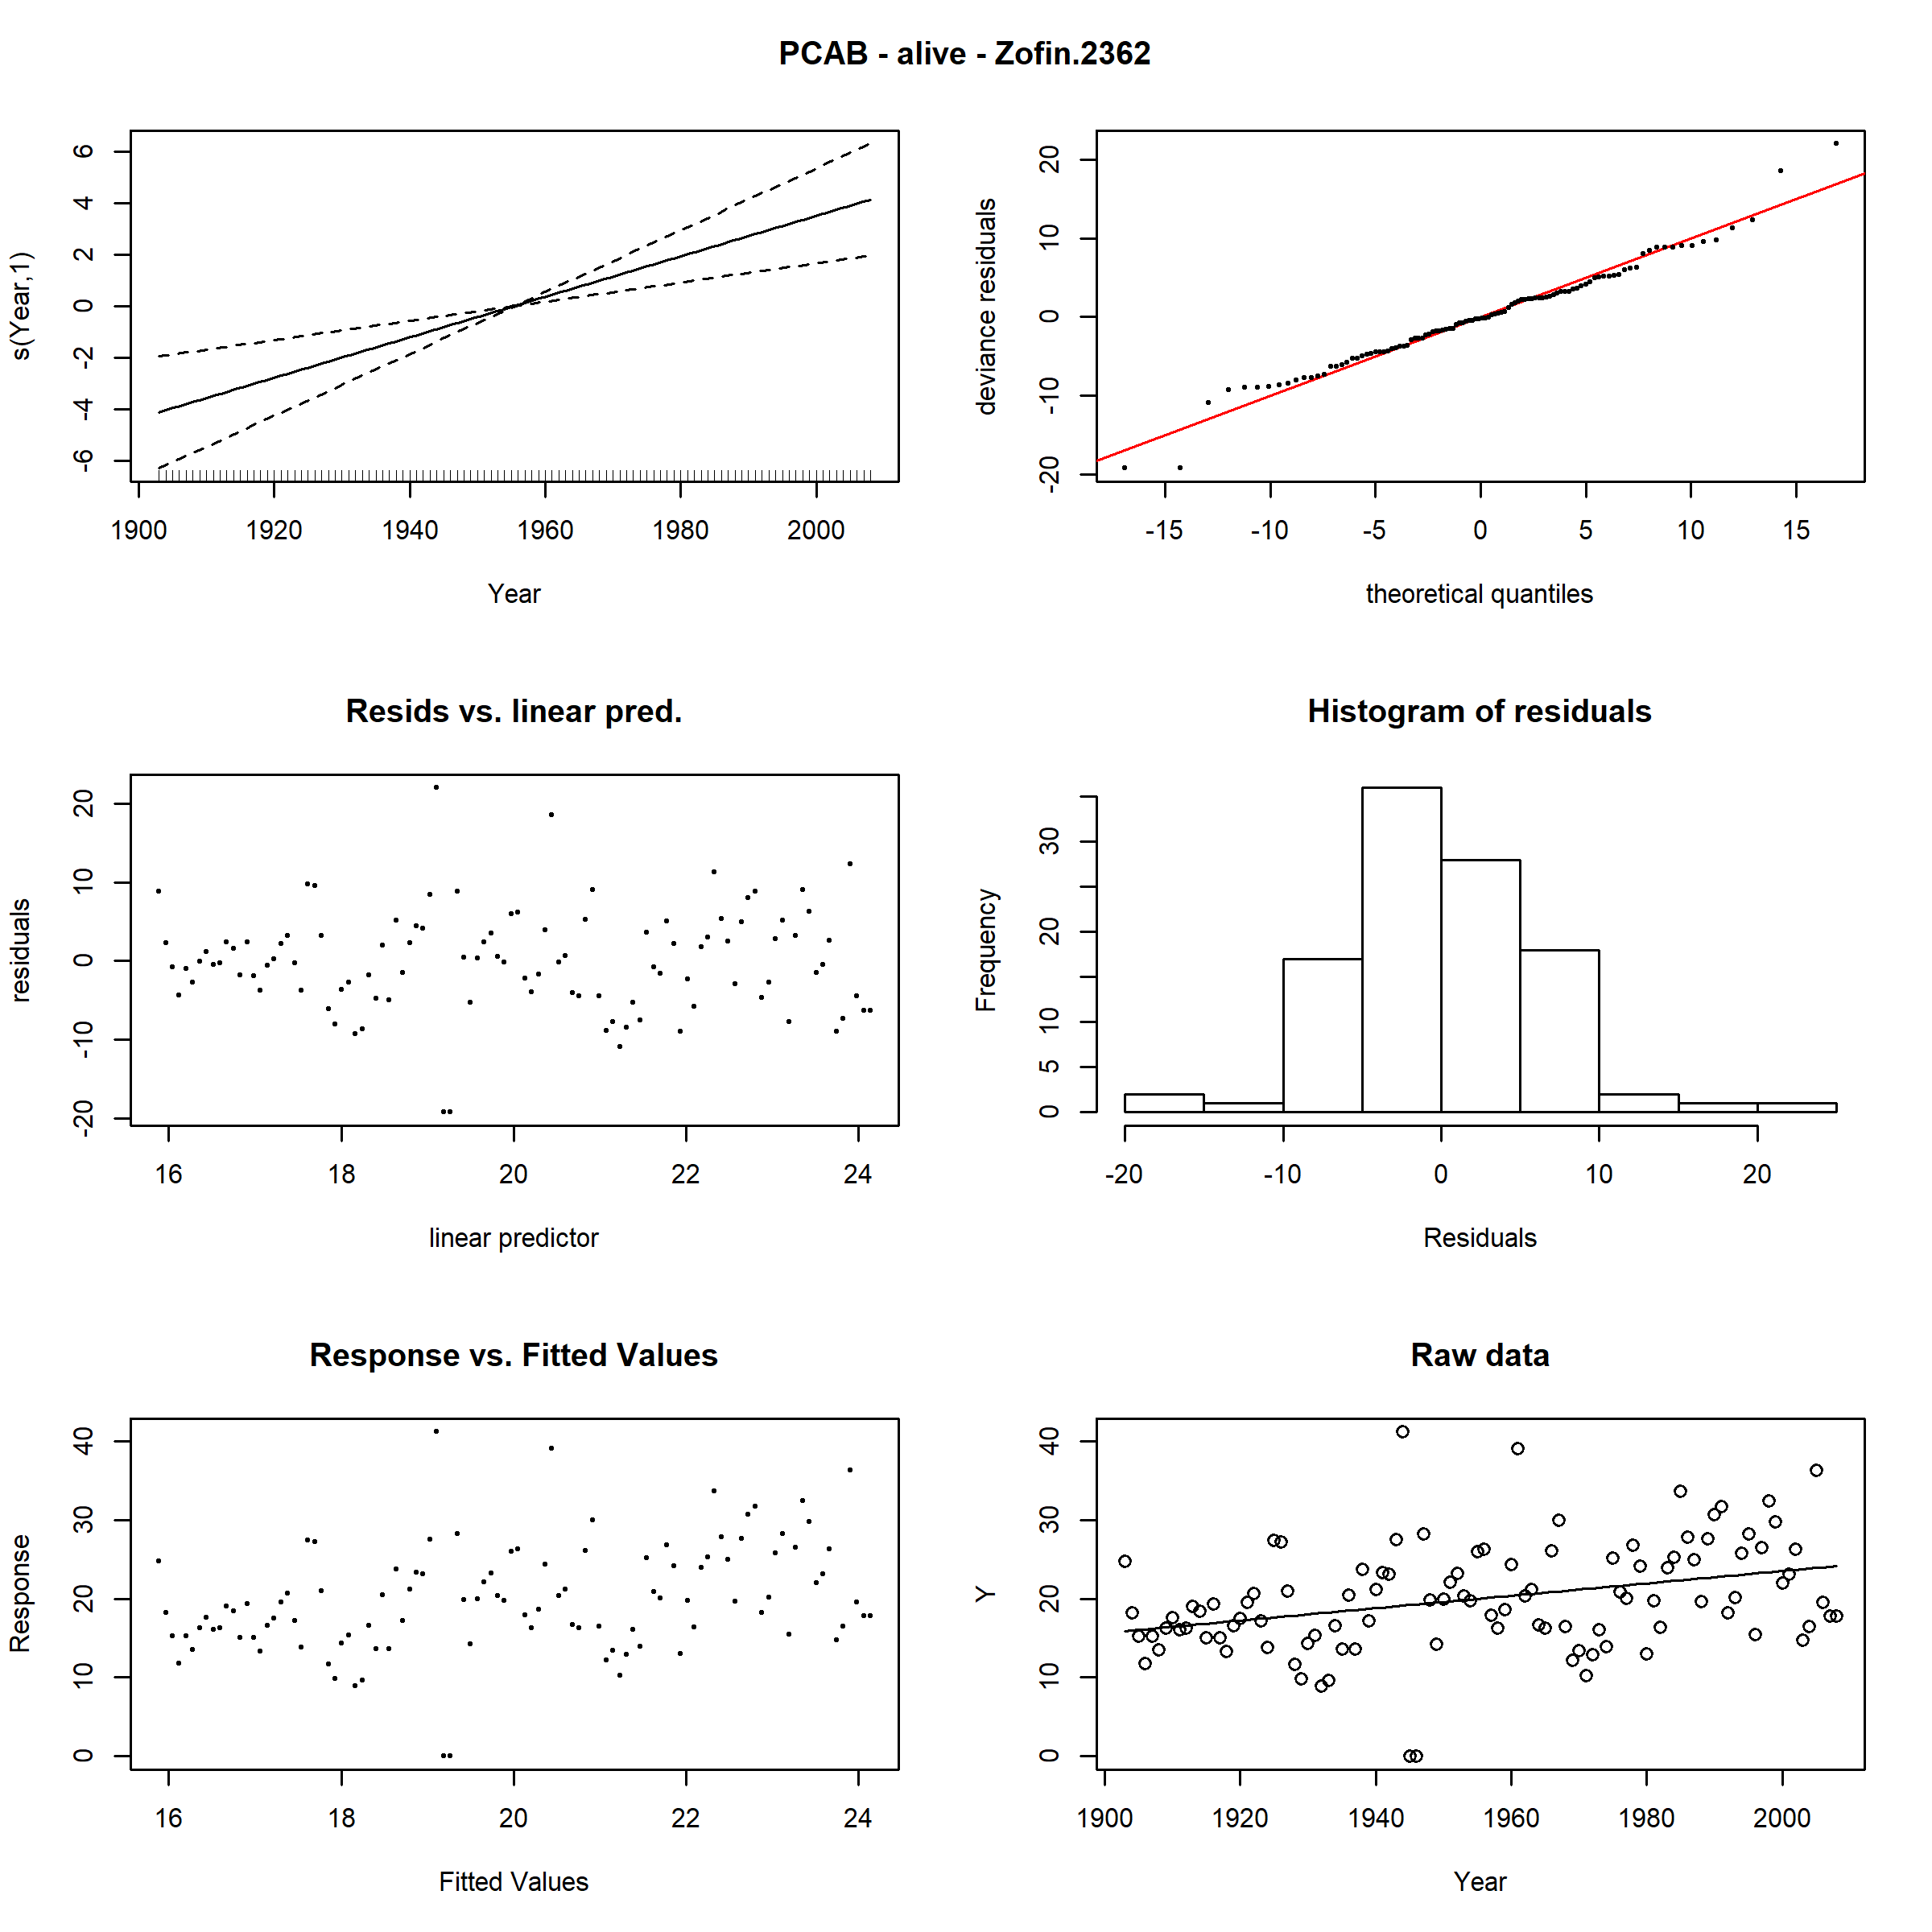 PCAB - alive - Zofin.2362
s(Year,1)
6
4
2
0
-2
-4
-6
1900 1920 1940 1960 1980 2000
Year
deviance residuals
20
10
0
-10
-20
-15 -10 -5 0 5 10 15
theoretical quantiles
Resids vs. linear pred.
residuals
20
10
0
-10
-20
16 18 20 22 24
linear predictor
Histogram of residuals
Frequency
30
20
10
5
0
-20 -10 0 10 20
Residuals
Response vs. Fitted Values
Response
40
30
20
10
0
16 18 20 22 24
Fitted Values
Raw data
Y
40
30
20
10
0
1900 1920 1940 1960 1980 2000
Year